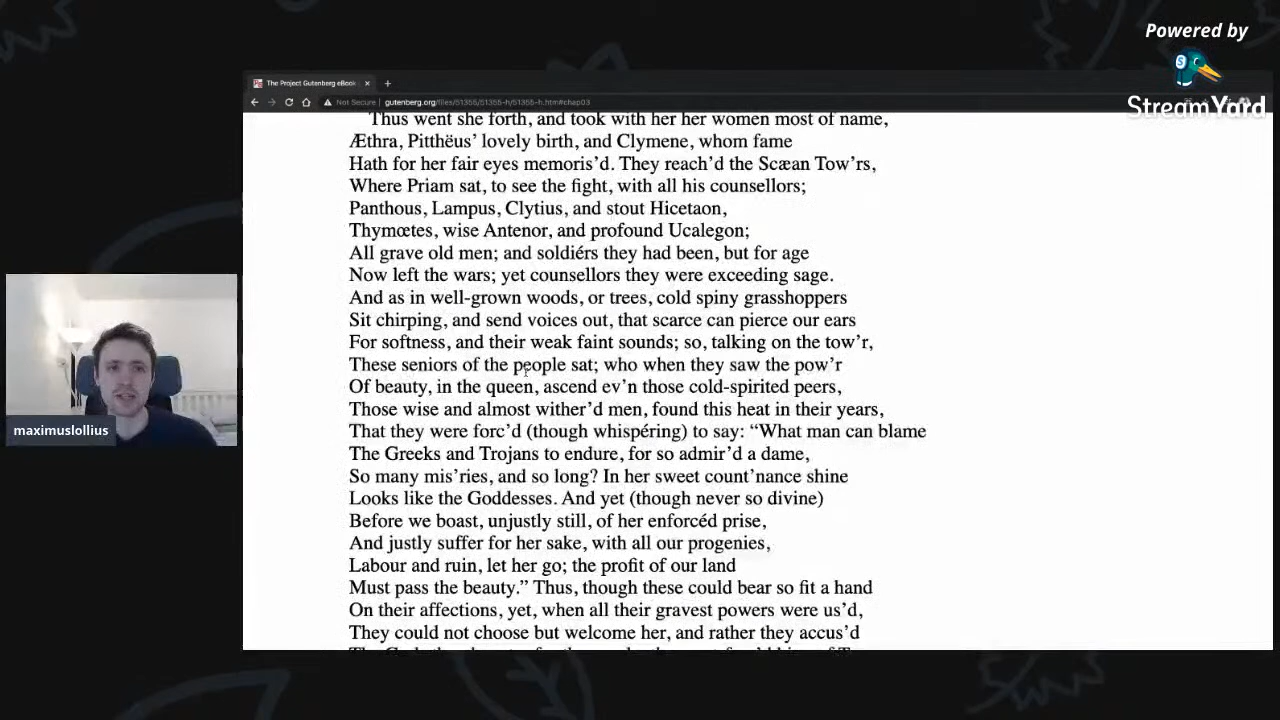 Powered by
StreamYard
The Project Gutenberg eBook
Not Secure | gutenberg.org/files/51355/51355-h/51355-h.htm#chap03
Thus went she forth, and took with her her women most of name,
Æthra, Pitthëus’ lovely birth, and Clymene, whom fame
Hath for her fair eyes memoris’d. They reach’d the Scæan Tow’rs,
Where Priam sat, to see the fight, with all his counsellors;
Panthous, Lampus, Clytius, and stout Hicetaon,
Thymœtes, wise Antenor, and profound Ucalegon;
All grave old men; and soldiérs they had been, but for age
Now left the wars; yet counsellors they were exceeding sage.
And as in well-grown woods, or trees, cold spiny grasshoppers
Sit chirping, and send voices out, that scarce can pierce our ears
For softness, and their weak faint sounds; so, talking on the tow’r,
These seniors of the people sat; who when they saw the pow’r
Of beauty, in the queen, ascend ev’n those cold-spirited peers,
Those wise and almost wither’d men, found this heat in their years,
That they were forc’d (though whispéring) to say: “What man can blame
The Greeks and Trojans to endure, for so admir’d a dame,
So many mis’ries, and so long? In her sweet count’nance shine
Looks like the Goddesses. And yet (though never so divine)
Before we boast, unjustly still, of her enforcéd prise,
And justly suffer for her sake, with all our progenies,
Labour and ruin, let her go; the profit of our land
Must pass the beauty.” Thus, though these could bear so fit a hand
On their affections, yet, when all their gravest powers were us’d,
They could not choose but welcome her, and rather they accus’d
maximuslollius